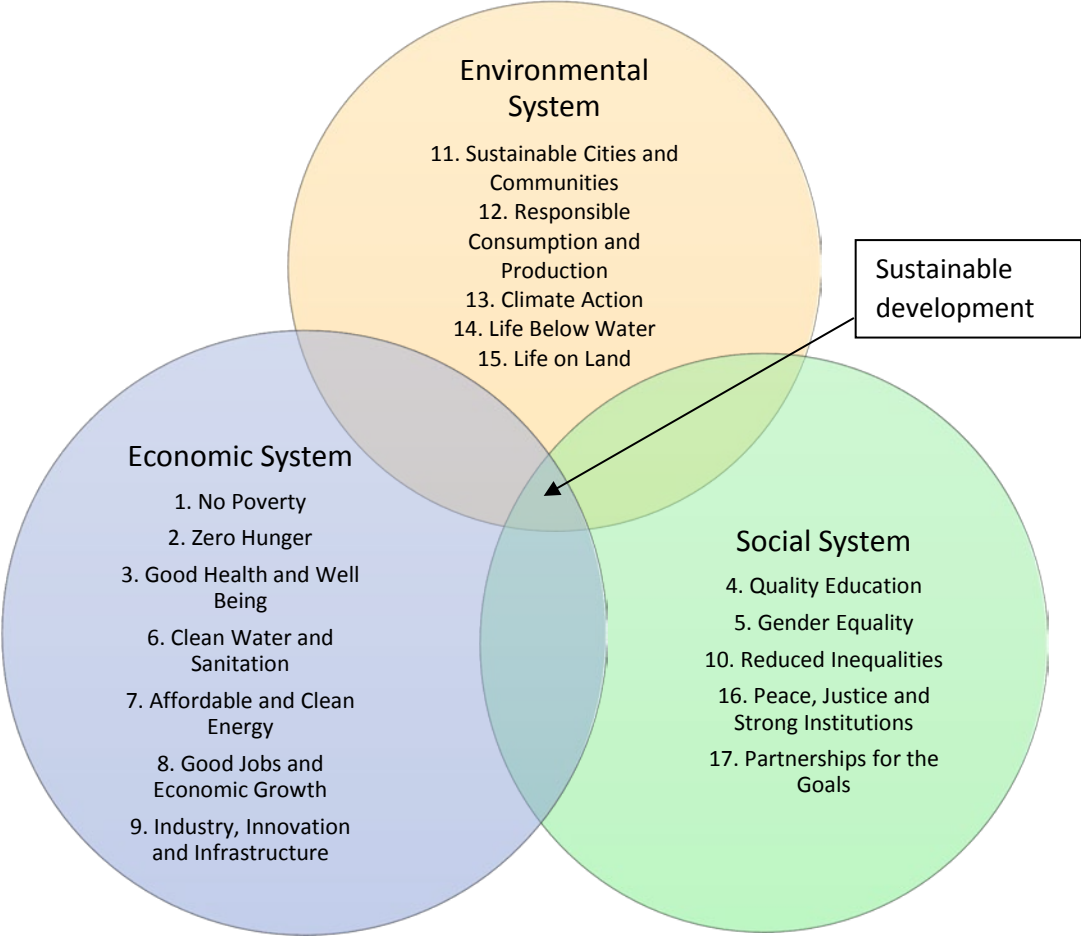 Environmental
System
11. Sustainable Cities and
Communities
12. Responsible
Consumption and
Production
13. Climate Action
14. Life Below Water
15. Life on Land
Sustainable
development
Economic System
1. No Poverty
2. Zero Hunger
3. Good Health and Well
Being
6. Clean Water and
Sanitation
7. Affordable and Clean
Energy
8. Good Jobs and
Economic Growth
9. Industry, Innovation
and Infrastructure
Social System
4. Quality Education
5. Gender Equality
10. Reduced Inequalities
16. Peace, Justice and
Strong Institutions
17. Partnerships for the
Goals